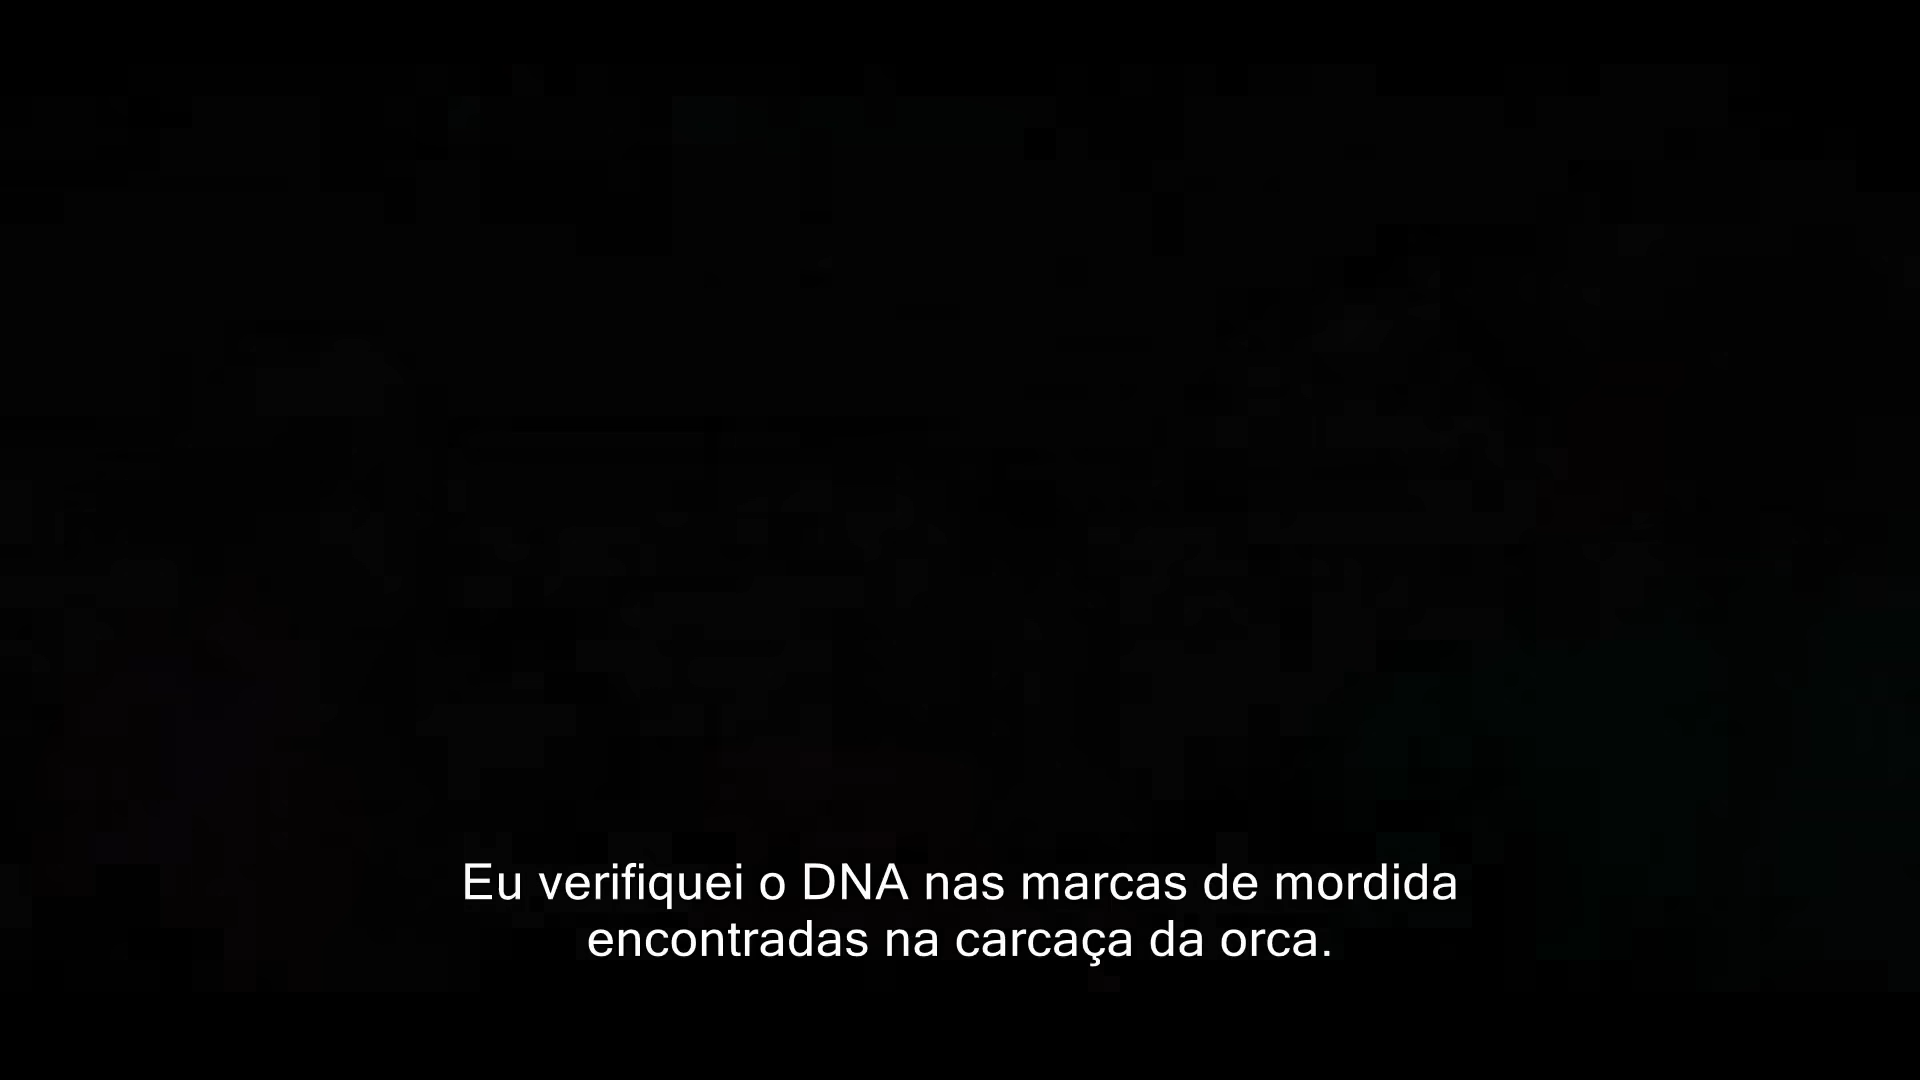 Eu verifiquei o DNA nas marcas de mordida
encontradas na carcaça da orca.